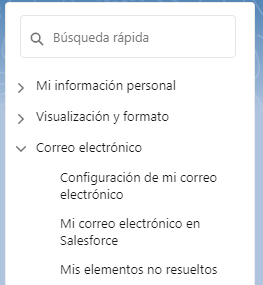 Búsqueda rápida
Mi información personal
Visualización y formato
Correo electrónico
Configuración de mi correo
electrónico
Mi correo electrónico en
Salesforce
Mis elementos no resueltos